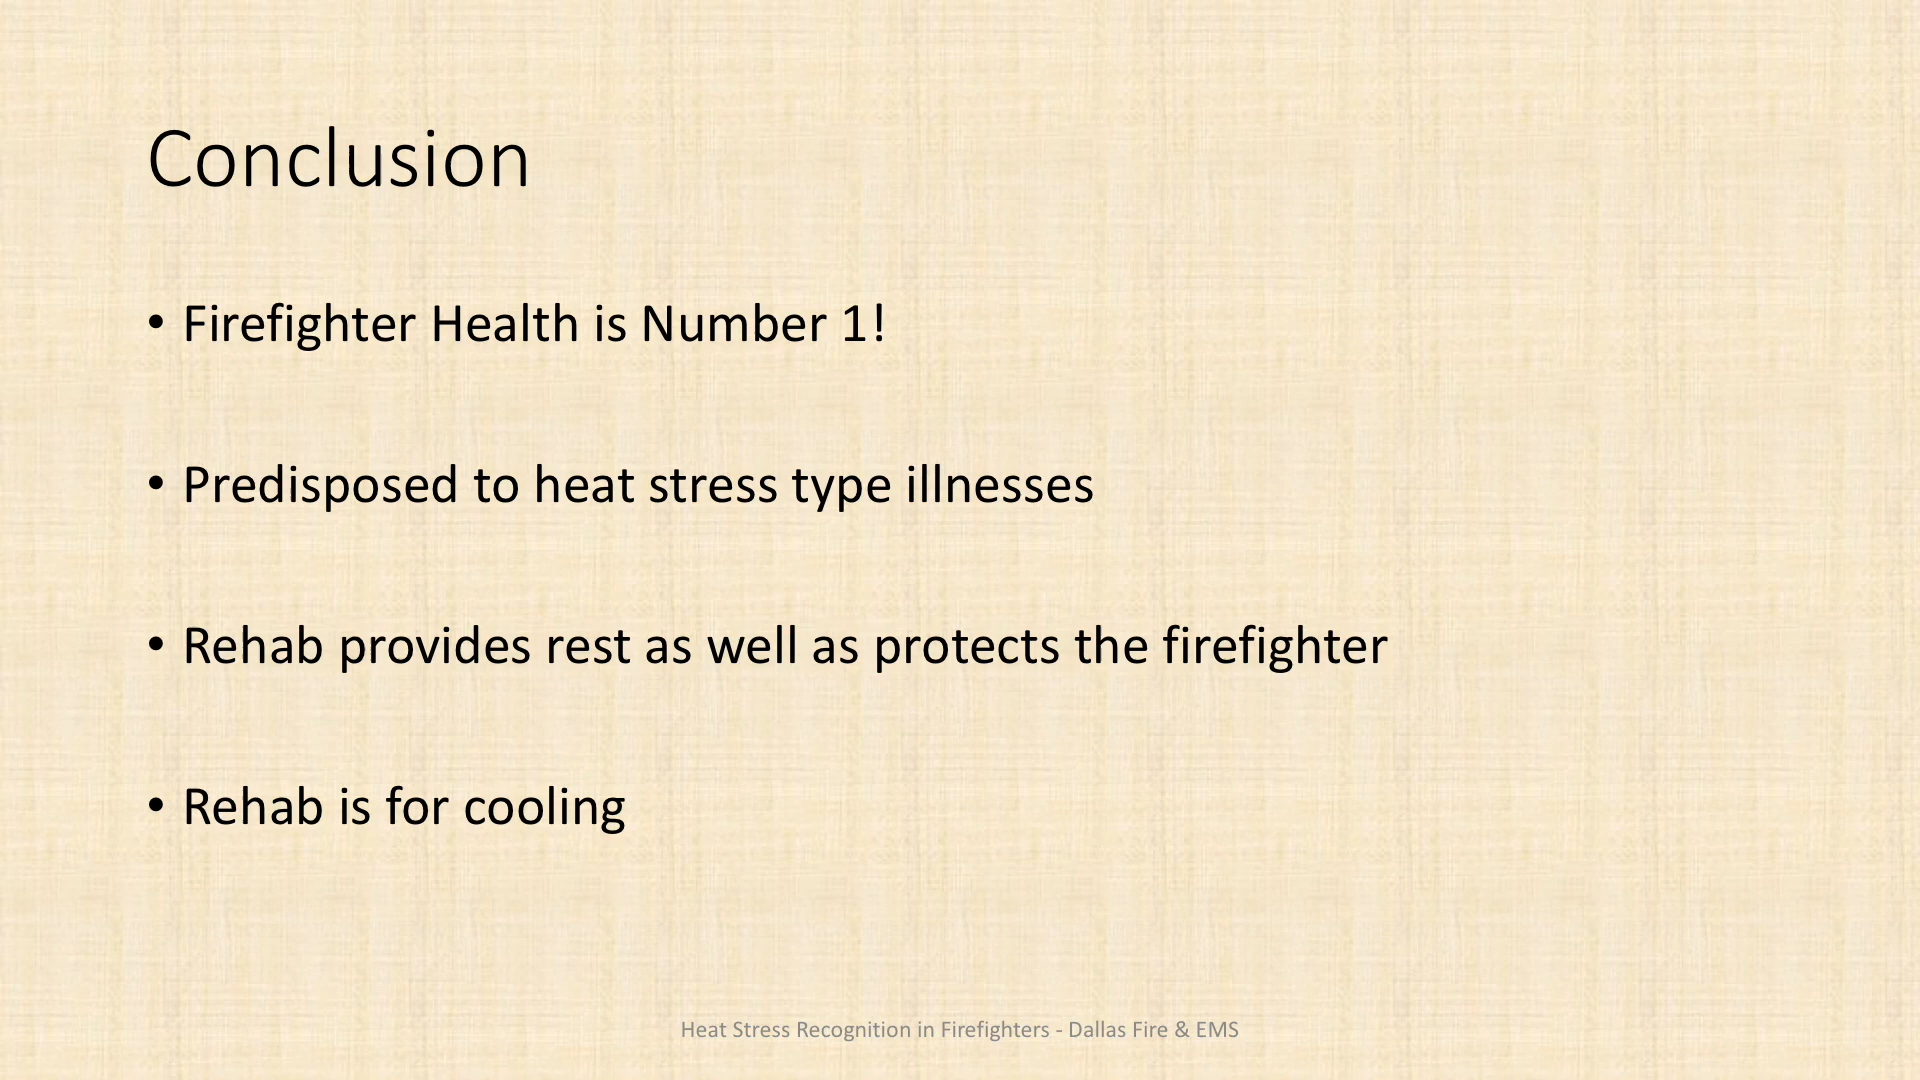 Conclusion
• Firefighter Health is Number 1!
• Predisposed to heat stress type illnesses
• Rehab provides rest as well as protects the firefighter
• Rehab is for cooling
Heat Stress Recognition in Firefighters - Dallas Fire & EMS